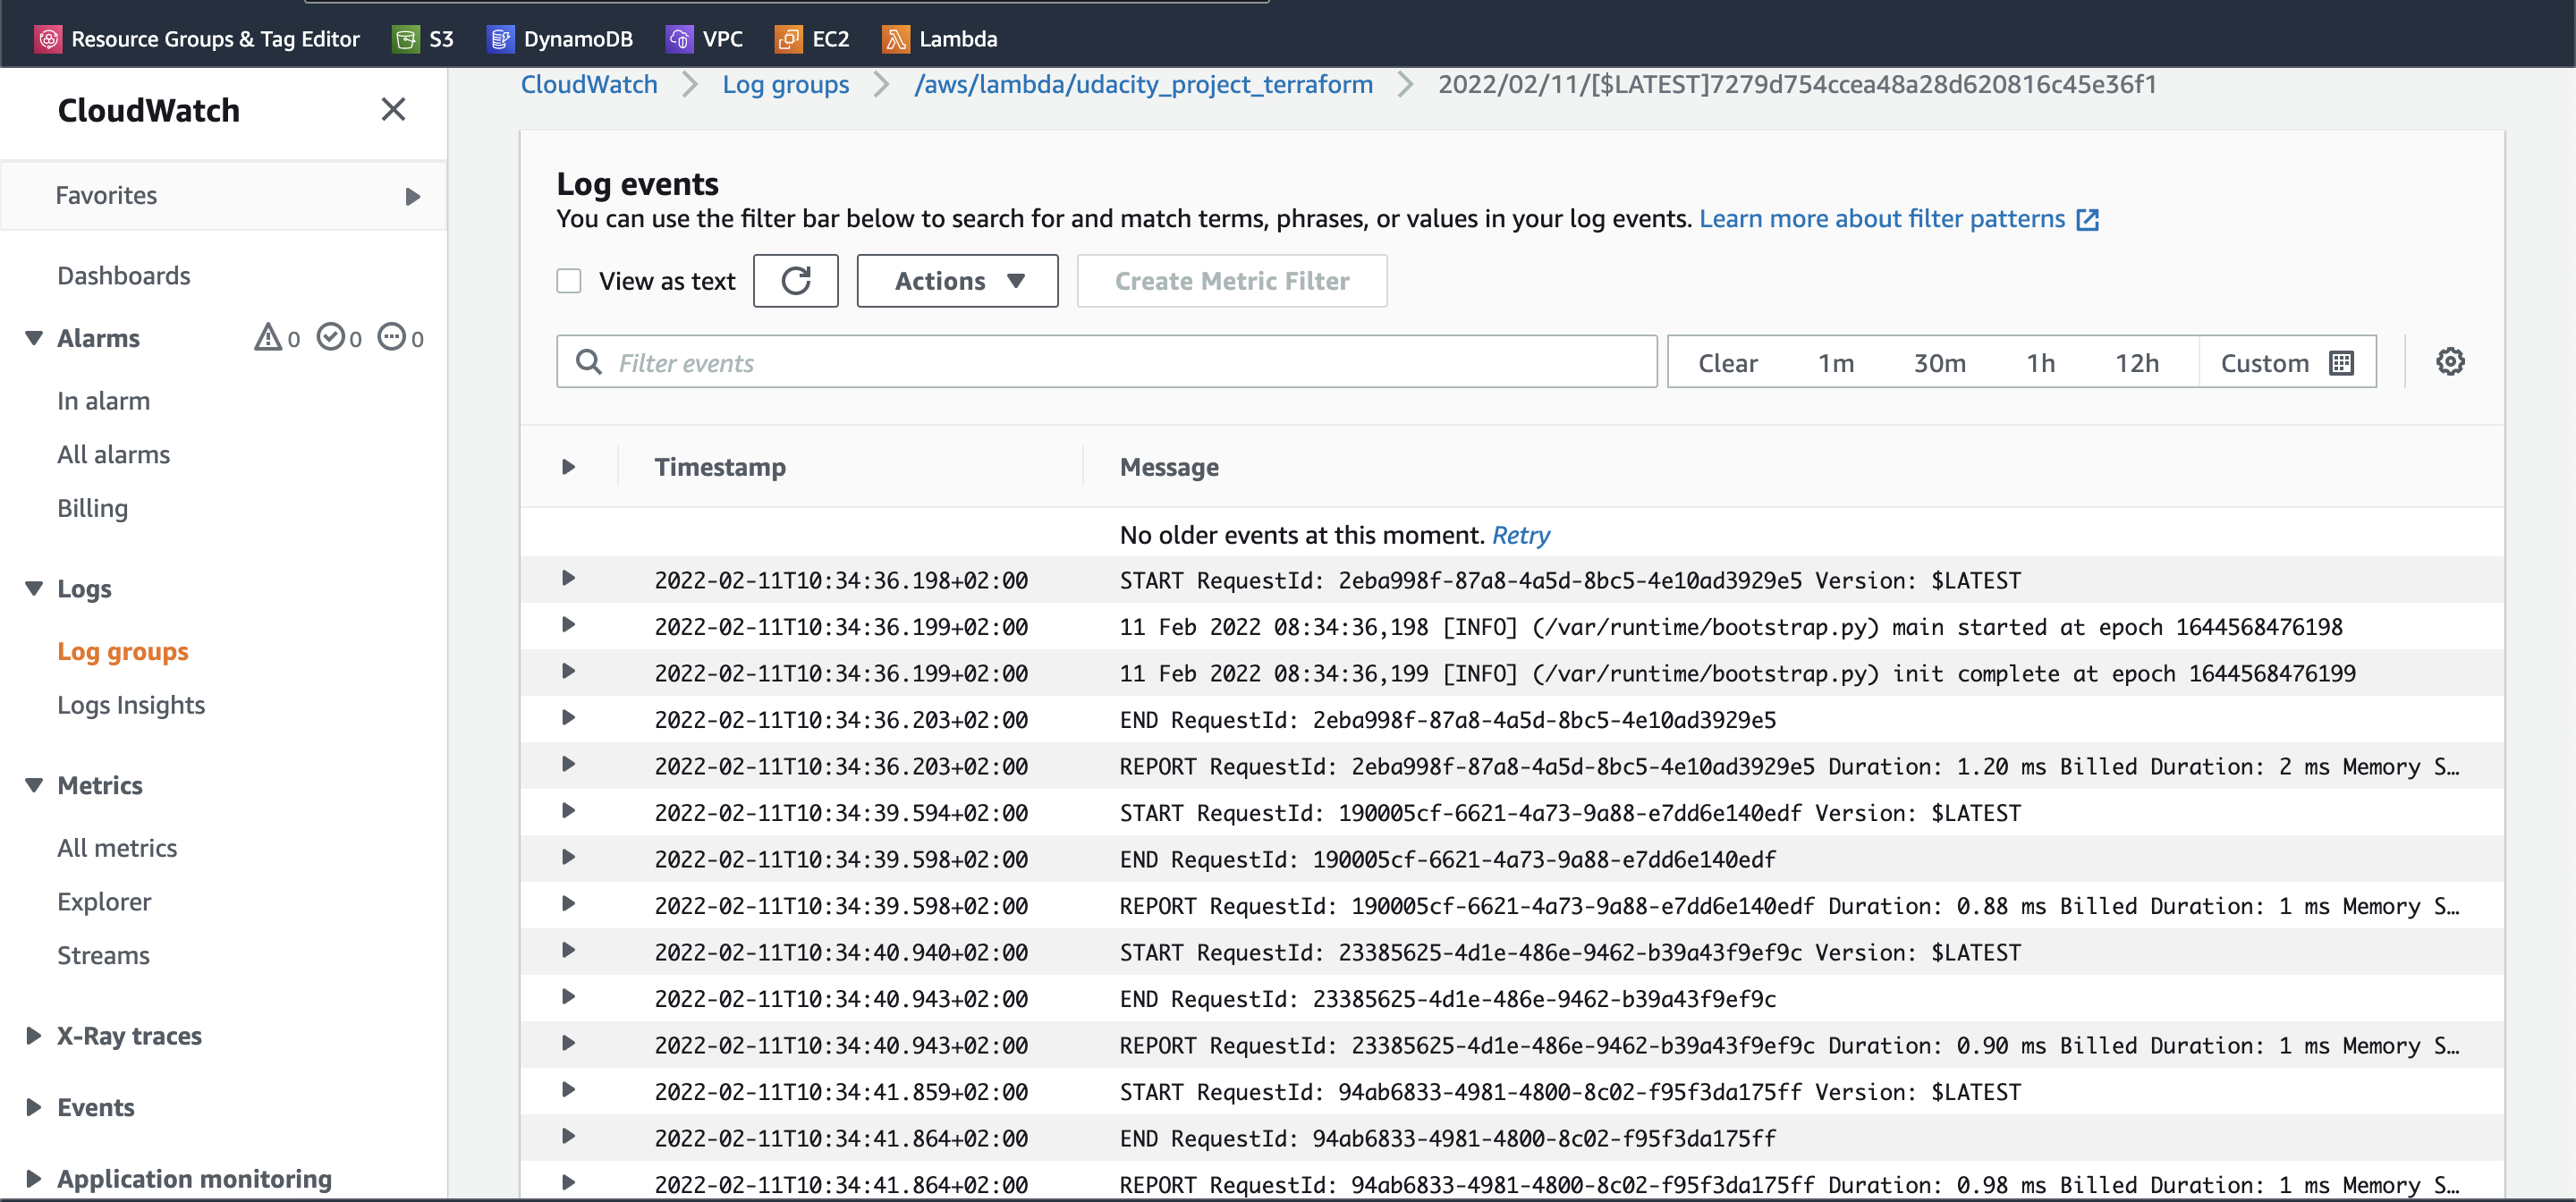 Resource Groups & Tag Editor S3 DynamoDB VPC EC2 Lambda
CloudWatch
Favorites
Dashboards
Alarms 0 0 0
In alarm
All alarms
Billing
Logs
Log groups
Logs Insights
Metrics
All metrics
Explorer
Streams
X-Ray traces
Events
Application monitoring
CloudWatch Log groups /aws/lambda/udacity_project_terraform 2022/02/11/[$LATEST]7279d754ccea48a28d620816c45e36f1
Log events
You can use the filter bar below to search for and match terms, phrases, or values in your log events. Learn more about filter patterns
View as text Actions Create Metric Filter
Filter events Clear 1m 30m 1h 12h Custom
Timestamp Message
No older events at this moment. Retry
2022-02-11T10:34:36.198+02:00 START RequestId: 2eba998f-87a8-4a5d-8bc5-4e10ad3929e5 Version: $LATEST
2022-02-11T10:34:36.199+02:00 11 Feb 2022 08:34:36,198 [INFO] (/var/runtime/bootstrap.py) main started at epoch 1644568476198
2022-02-11T10:34:36.199+02:00 11 Feb 2022 08:34:36,199 [INFO] (/var/runtime/bootstrap.py) init complete at epoch 1644568476199
2022-02-11T10:34:36.203+02:00 END RequestId: 2eba998f-87a8-4a5d-8bc5-4e10ad3929e5
2022-02-11T10:34:36.203+02:00 REPORT RequestId: 2eba998f-87a8-4a5d-8bc5-4e10ad3929e5 Duration: 1.20 ms Billed Duration: 2 ms Memory S…
2022-02-11T10:34:39.594+02:00 START RequestId: 190005cf-6621-4a73-9a88-e7dd6e140edf Version: $LATEST
2022-02-11T10:34:39.598+02:00 END RequestId: 190005cf-6621-4a73-9a88-e7dd6e140edf
2022-02-11T10:34:39.598+02:00 REPORT RequestId: 190005cf-6621-4a73-9a88-e7dd6e140edf Duration: 0.88 ms Billed Duration: 1 ms Memory S…
2022-02-11T10:34:40.940+02:00 START RequestId: 23385625-4d1e-486e-9462-b39a43f9ef9c Version: $LATEST
2022-02-11T10:34:40.943+02:00 END RequestId: 23385625-4d1e-486e-9462-b39a43f9ef9c
2022-02-11T10:34:40.943+02:00 REPORT RequestId: 23385625-4d1e-486e-9462-b39a43f9ef9c Duration: 0.90 ms Billed Duration: 1 ms Memory S…
2022-02-11T10:34:41.859+02:00 START RequestId: 94ab6833-4981-4800-8c02-f95f3da175ff Version: $LATEST
2022-02-11T10:34:41.864+02:00 END RequestId: 94ab6833-4981-4800-8c02-f95f3da175ff
2022-02-11T10:34:41.864+02:00 REPORT RequestId: 94ab6833-4981-4800-8c02-f95f3da175ff Duration: 0.98 ms Billed Duration: 1 ms Memory S…